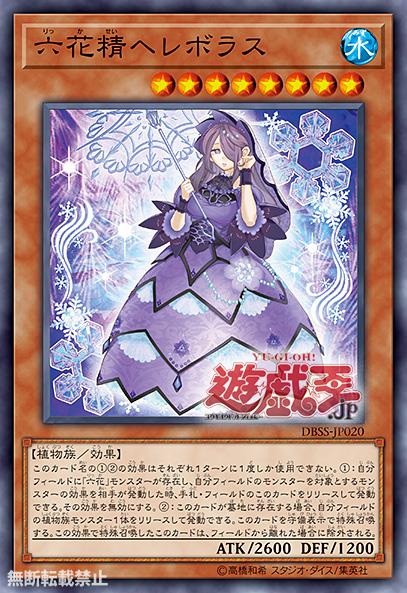 六花精ヘレボラス
水
YU-GI-OH!
遊戯王
.JP
DBSS-JP020
【植物族／効果】
このカード名の①②の効果はそれぞれ１ターンに１度しか使用できない。①：自分
フィールドに「六花」モンスターが存在し、自分フィールドのモンスターを対象とするモン
スターの効果を相手が発動した時、手札・フィールドのこのカードをリリースして発動
できる。その効果を無効にする。②：このカードが墓地に存在する場合、自分フィールド
の植物族モンスター１体をリリースして発動できる。このカードを守備表示で特殊召喚
する。この効果で特殊召喚したこのカードは、フィールドから離れた場合に除外される。
ATK/2600 DEF/1200
無断転載禁止
©高橋和希 スタジオ・ダイス/集英社